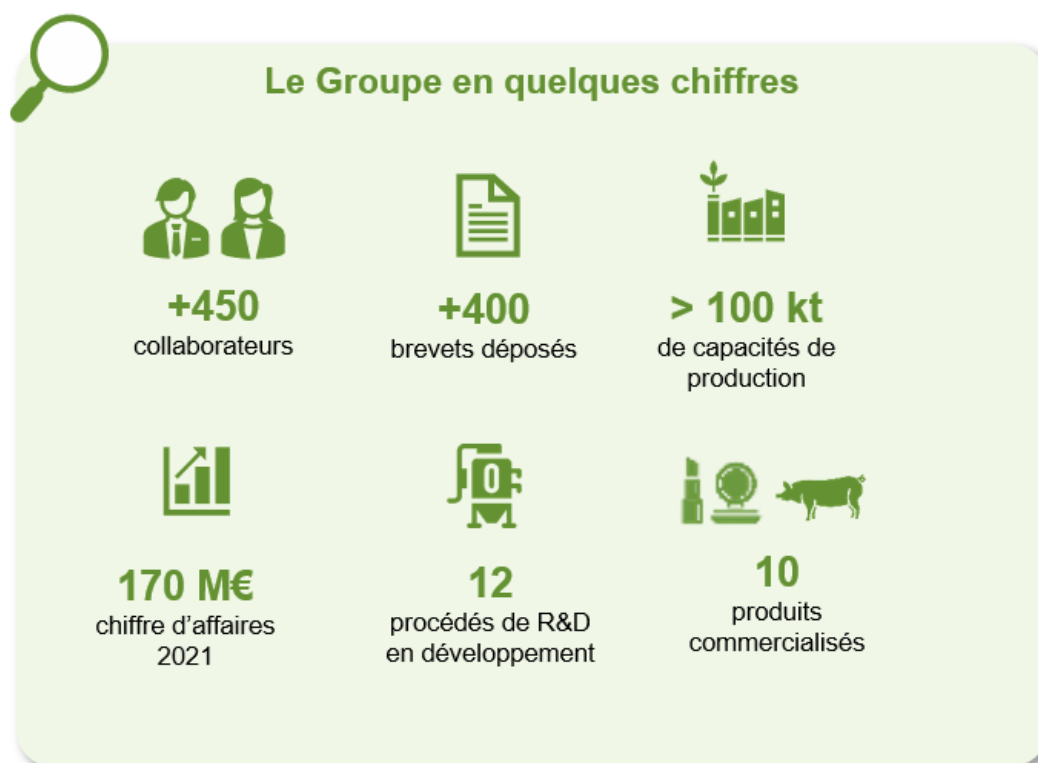 Le Groupe en quelques chiffres
+450
collaborateurs
+400
brevets déposés
> 100 kt
de capacités de
production
170 M€
chiffre d’affaires
2021
12
procédés de R&D
en développement
10
produits
commercialisés